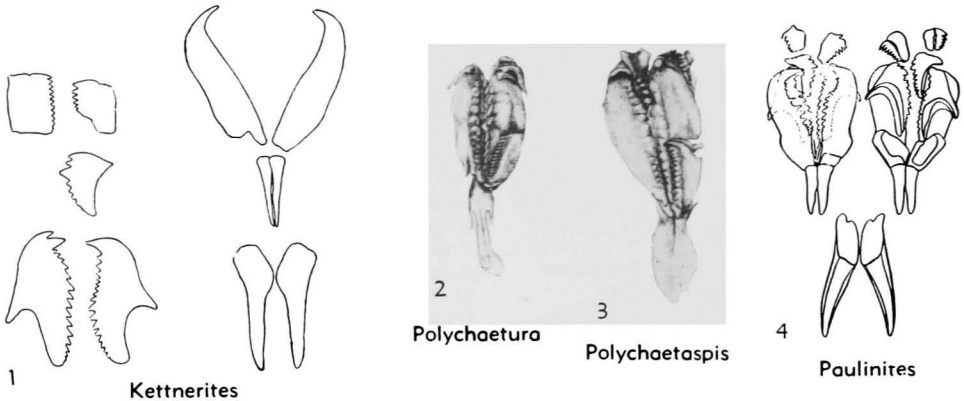 1
Kettnerites
2
Polychaetura
3
Polychaetaspis
4
Paulinites